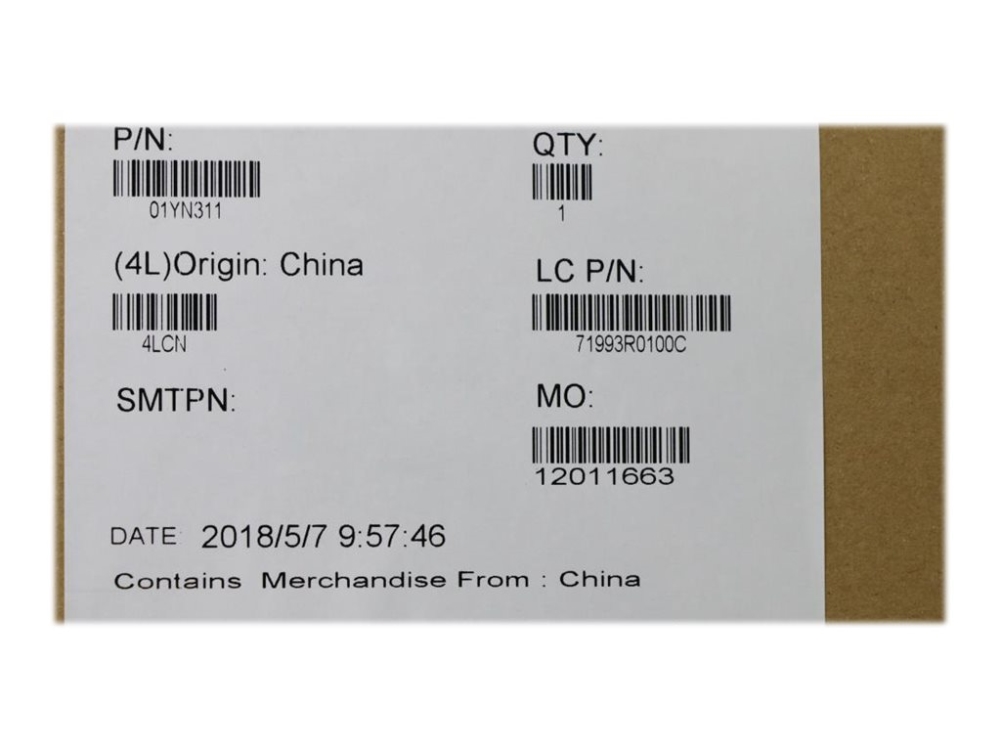 P/N:
01YN311
(4L)Origin: China
4LCN
SMTPN:
QTY:
1
LC P/N:
71993R0100C
MO:
12011663
DATE 2018/5/7 9:57:46
Contains Merchandise From : China